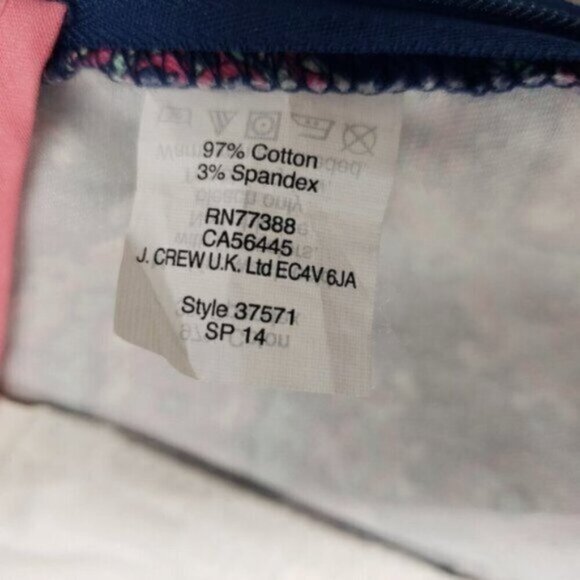 97% Cotton
3% Spandex
RN77388
CA56445
J. CREW U.K. Ltd EC4V 6JA
Style 37571
SP 14